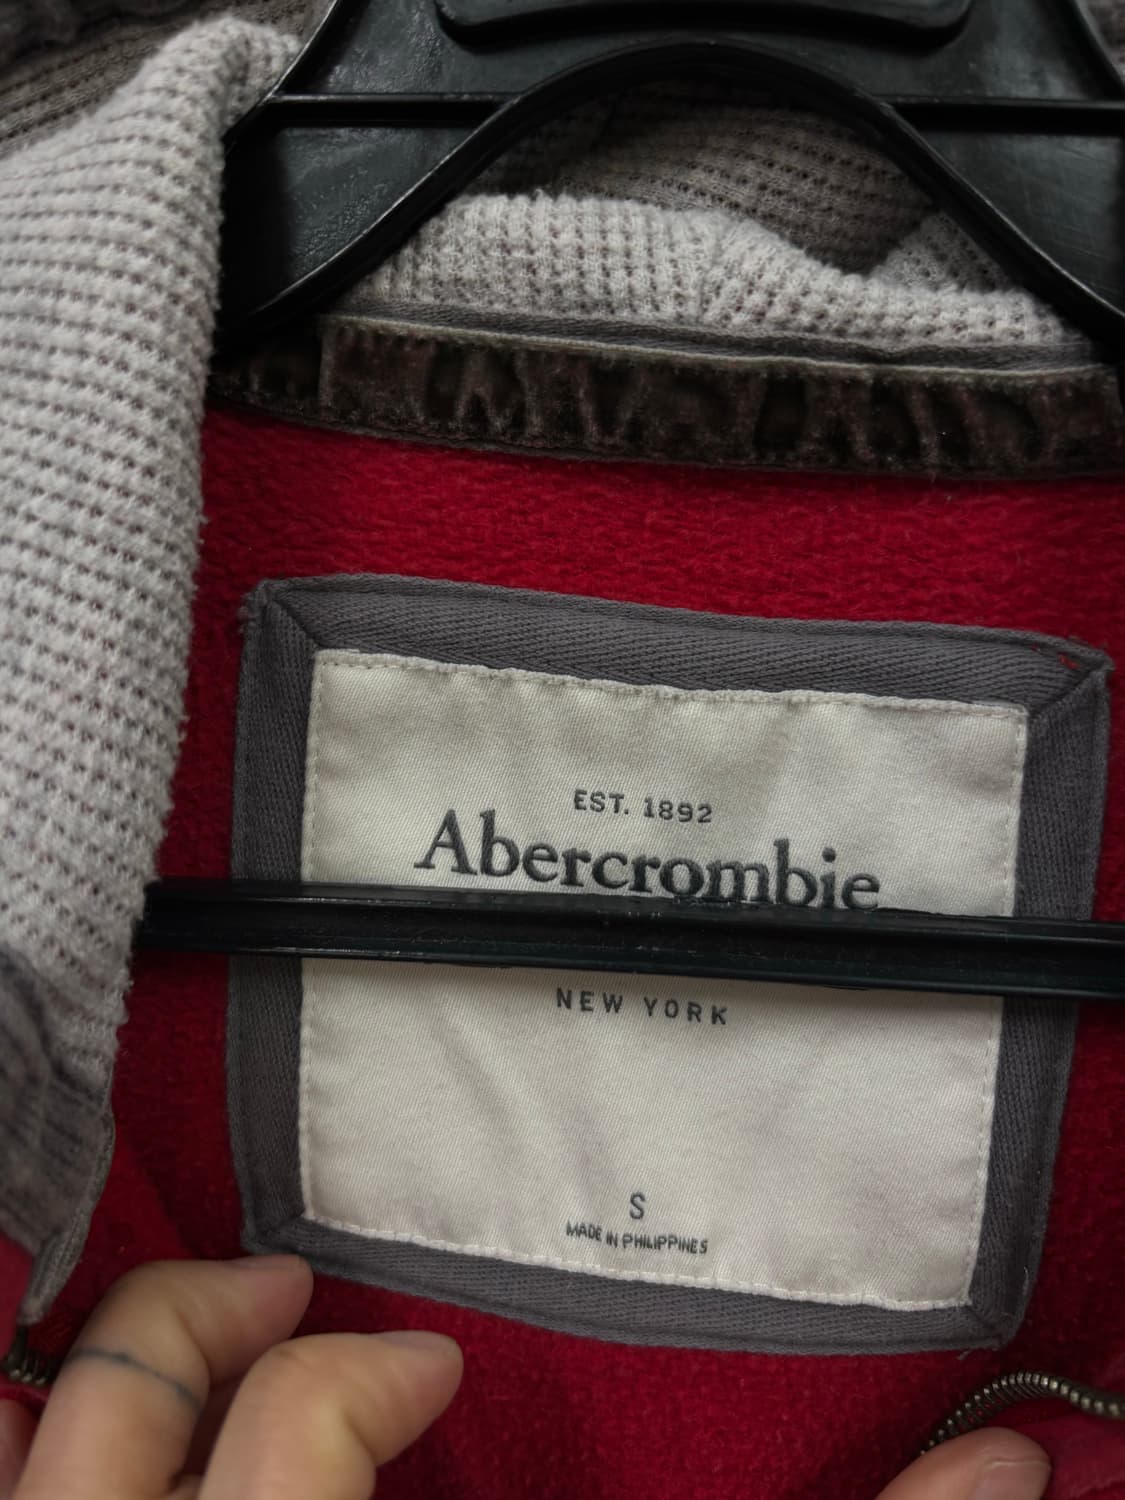 EST. 1892
Abercrombie
NEW YORK
S
MADE IN PHILIPPINES